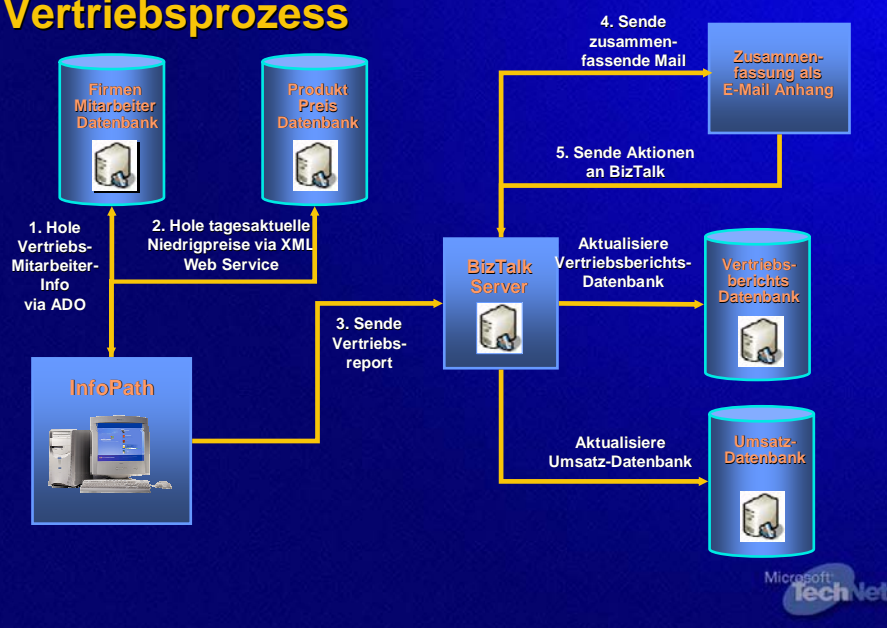 Vertriebsprozess
Firmen
Mitarbeiter
Datenbank
Produkt
Preis
Datenbank
4. Sende
zusammen-
fassende Mail
Zusammen-
fassung als
E-Mail Anhang
5. Sende Aktionen
an BizTalk
1. Hole
Vertriebs-
Mitarbeiter-
Info
via ADO
2. Hole tagesaktuelle
Niedrigpreise via XML
Web Service
BizTalk
Server
Aktualisiere
Vertriebsberichts-
Datenbank
Vertriebs-
berichts
Datenbank
3. Sende
Vertriebs-
report
InfoPath
Aktualisiere
Umsatz-Datenbank
Umsatz-
Datenbank
Microsoft
TechNet